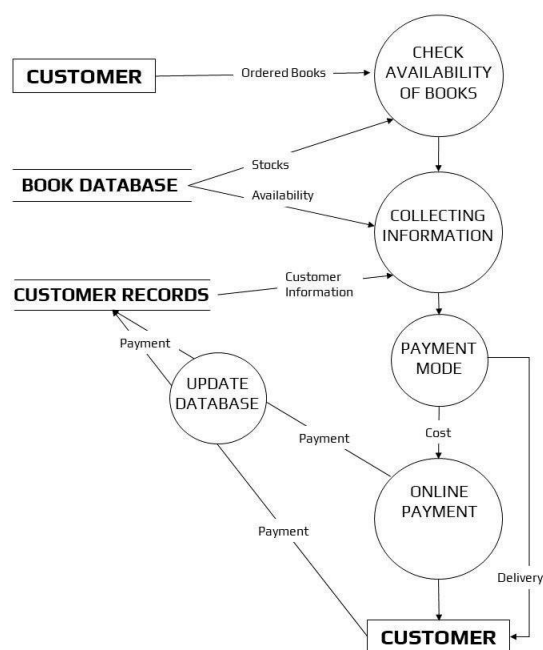 CHECK
AVAILABILITY
OF BOOKS
CUSTOMER
Ordered Books
Stocks
BOOK DATABASE
Availability
COLLECTING
INFORMATION
Customer
Information
CUSTOMER RECORDS
Payment
PAYMENT
MODE
UPDATE
DATABASE
Cost
Payment
ONLINE
PAYMENT
Payment
Delivery
CUSTOMER